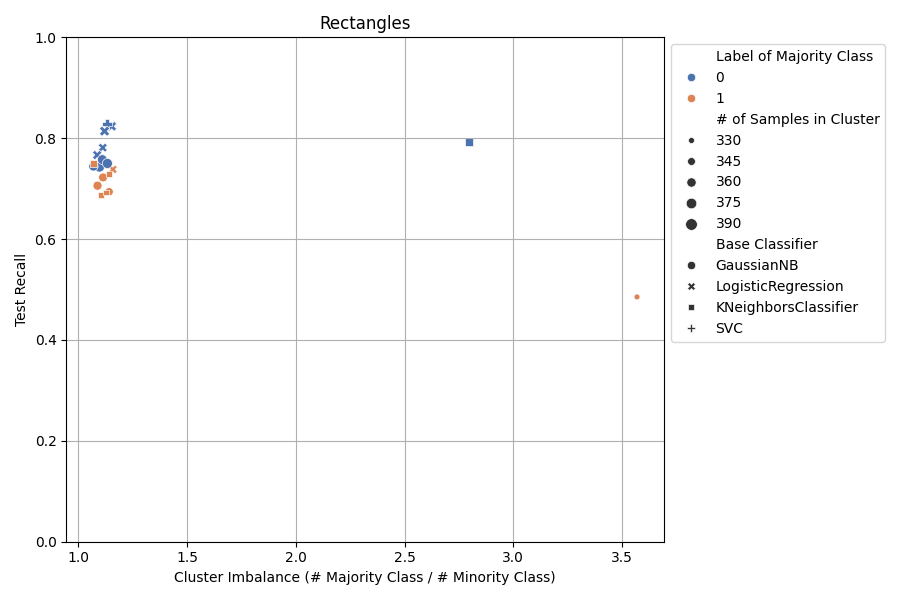 Rectangles
Test Recall
1.0
0.8
0.6
0.4
0.2
0.0
1.0 1.5 2.0 2.5 3.0 3.5
Cluster Imbalance (# Majority Class / # Minority Class)
Label of Majority Class
0
1
# of Samples in Cluster
330
345
360
375
390
Base Classifier
GaussianNB
LogisticRegression
KNeighborsClassifier
SVC